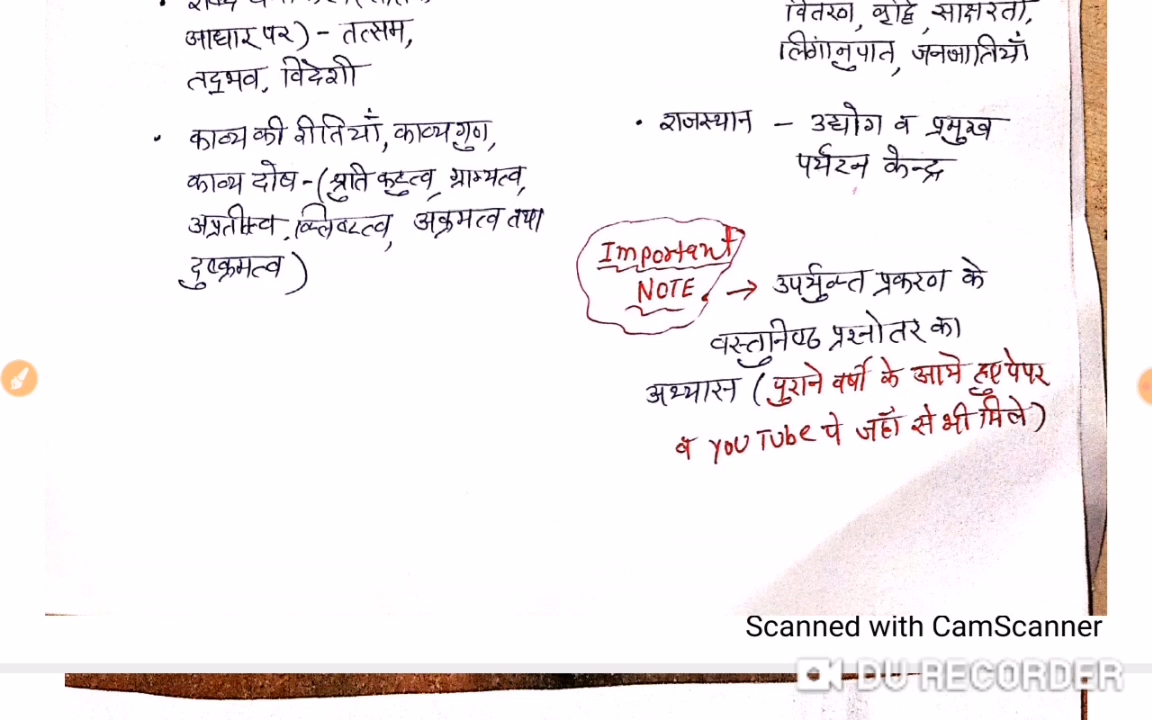 आधार पर) - तत्सम,
तद्भव, विदेशी
• काव्य की रीतियाँ, काव्य गुण,
काव्य दोष - (श्रुति कटुत्व, ग्राम्यत्व,
अप्रतीत्व, क्लिष्टत्व, अक्रमत्व तथा
दुष्क्रमत्व)
वितरण, वृद्धि, साक्षरता,
लिंगानुपात, जनजातियाँ
• राजस्थान - उद्योग व प्रमुख
पर्यटन केन्द्र
Important
NOTE. → उपर्युक्त प्रकरण के
वस्तुनिष्ठ प्रश्नोतर का
अभ्यास (पुराने वर्षो के आये हुए पेपर
व YOU TUBE पे जहाँ से भी मिले)
Scanned with CamScanner
DU RECORDER